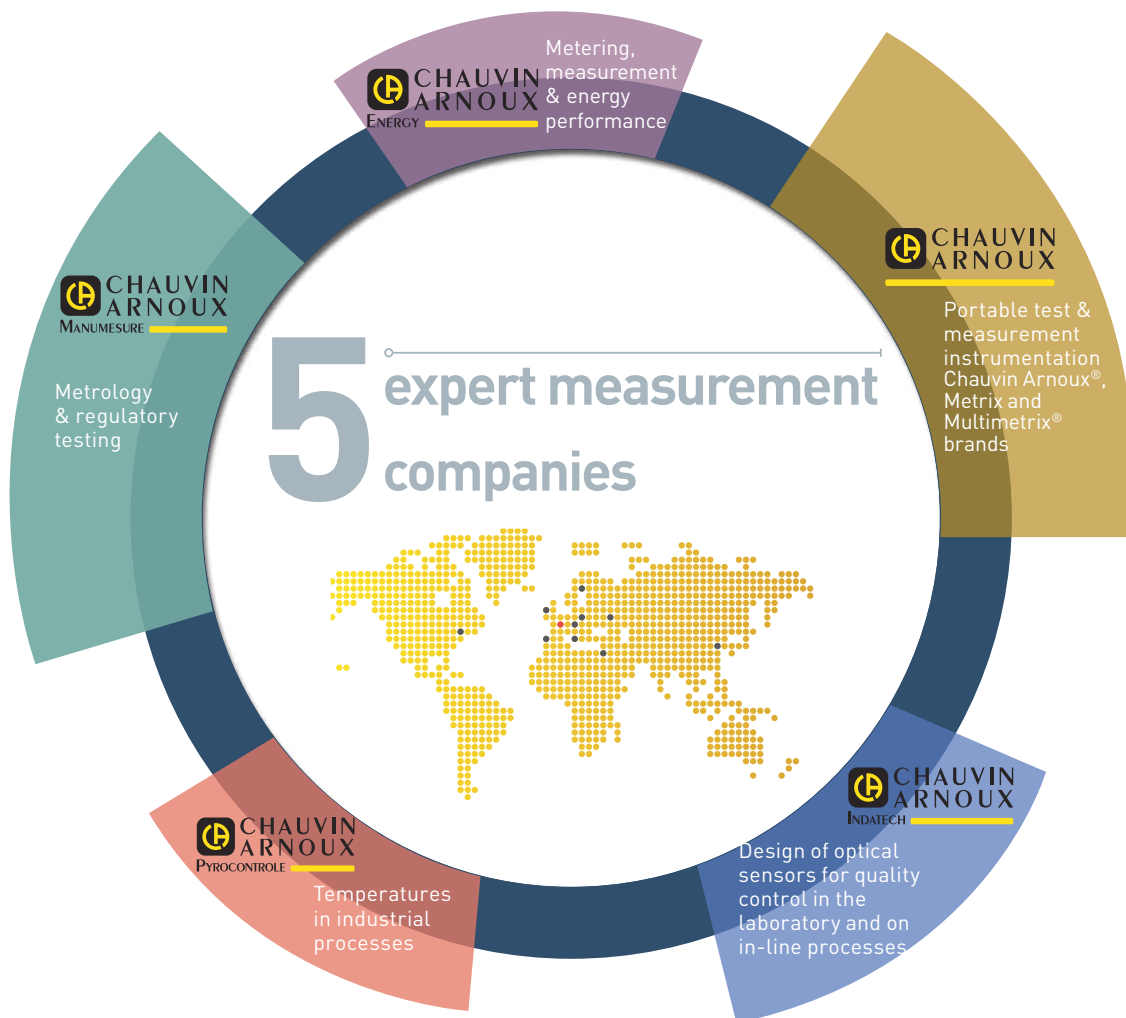 CHAUVIN
ARNOUX
ENERGY
Metering,
measurement
& energy
performance
CHAUVIN
ARNOUX
Portable test &
measurement
instrumentation
Chauvin Arnoux®,
Metrix and
Multimetrix®
brands
CHAUVIN
ARNOUX
MANUMESURE
Metrology
& regulatory
testing
5 expert measurement
companies
CHAUVIN
ARNOUX
INDATECH
Design of optical
sensors for quality
control in the
laboratory and on
in-line processes
CHAUVIN
ARNOUX
PYROCONTROLE
Temperatures
in industrial
processes